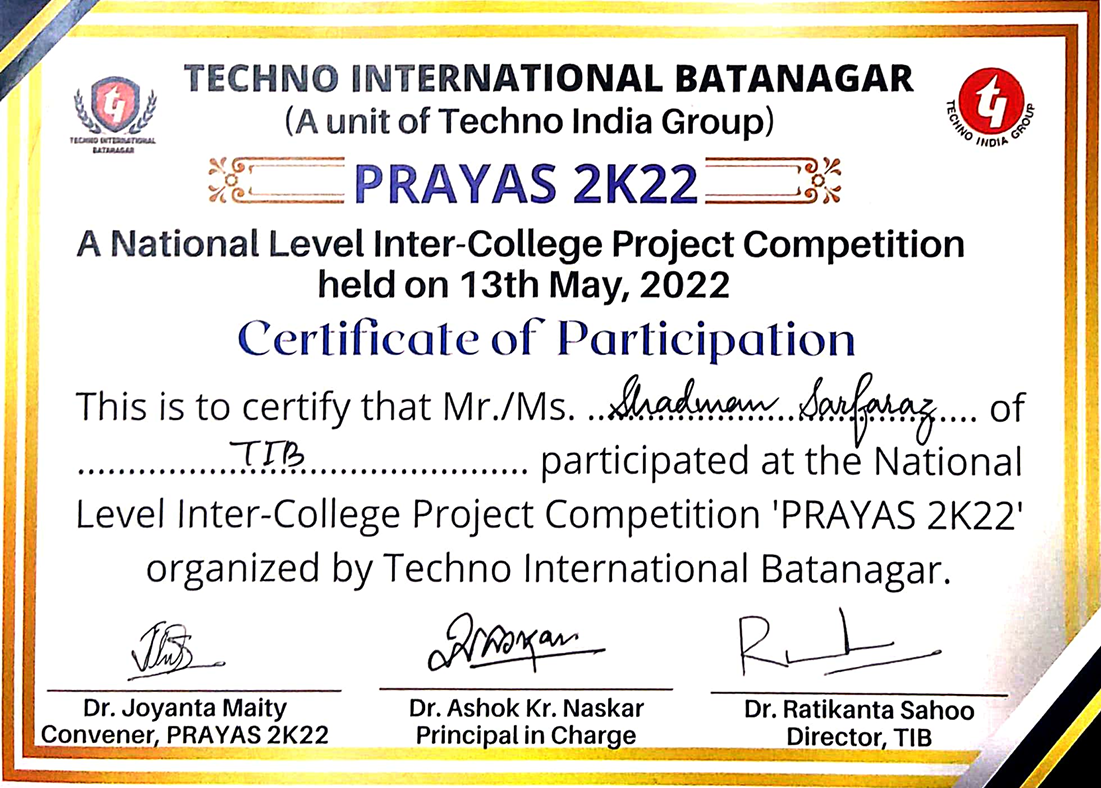 TECHNO INTERNATIONAL BATANAGAR
(A unit of Techno India Group)
TECHNO INTERNATIONAL
BATANAGAR
TECHNO INDIA GROUP
PRAYAS 2K22
A National Level Inter-College Project Competition
held on 13th May, 2022
Certificate of Participation
This is to certify that Mr./Ms. ...Shadman...Sarfaraz.... of
...............TIB...................... participated at the National
Level Inter-College Project Competition 'PRAYAS 2K22'
organized by Techno International Batanagar.
Dr. Joyanta Maity
Convener, PRAYAS 2K22
Dr. Ashok Kr. Naskar
Principal in Charge
Dr. Ratikanta Sahoo
Director, TIB